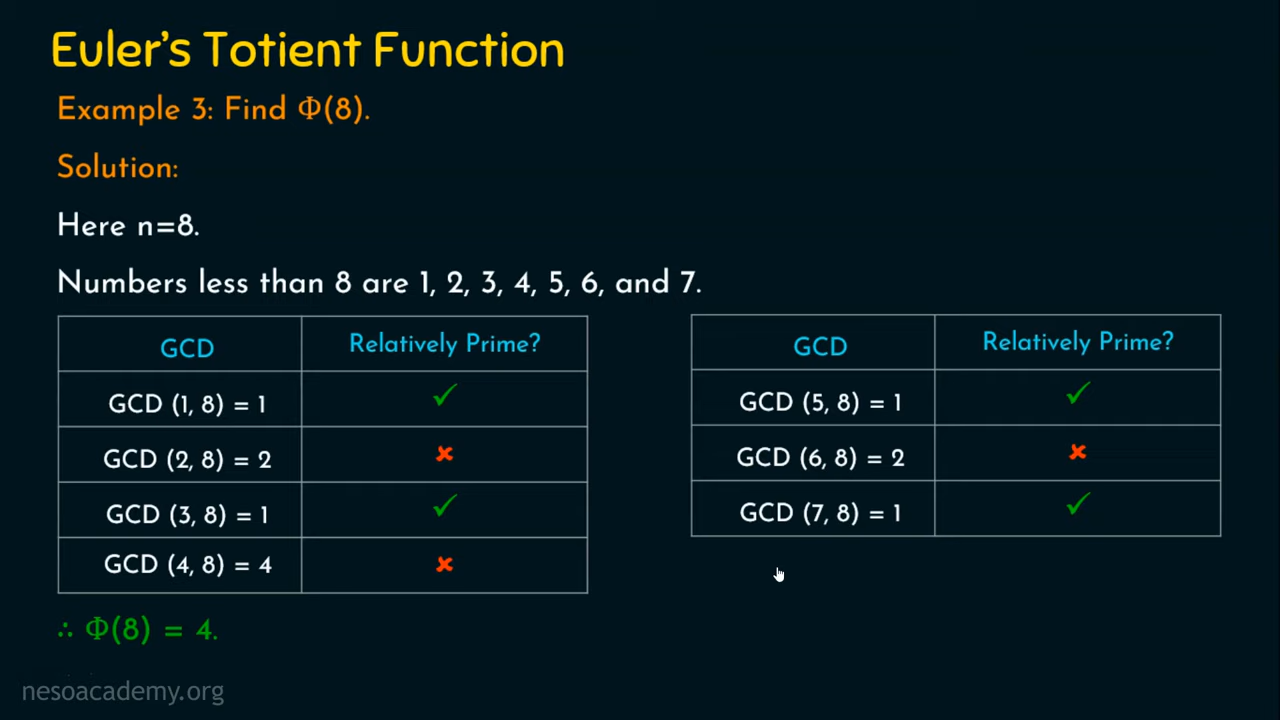 Euler's Totient Function
Example 3: Find Φ(8).
Solution:
Here n=8.
Numbers less than 8 are 1, 2, 3, 4, 5, 6, and 7.
GCD Relatively Prime?
GCD (1, 8) = 1 ✓
GCD (2, 8) = 2 ✘
GCD (3, 8) = 1 ✓
GCD (4, 8) = 4 ✘
GCD Relatively Prime?
GCD (5, 8) = 1 ✓
GCD (6, 8) = 2 ✘
GCD (7, 8) = 1 ✓
∴ Φ(8) = 4.
nesoacademy.org